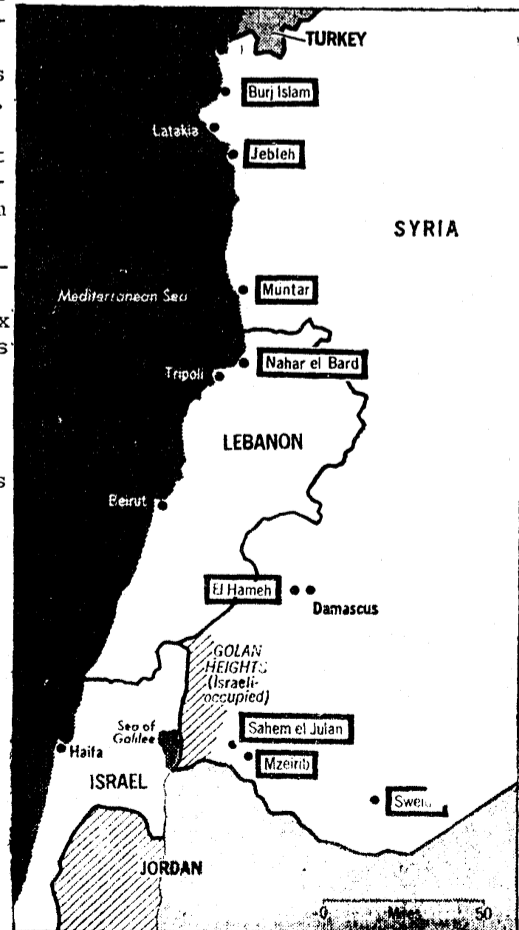 TURKEY
Burj Islam
Latakia
Jebleh
SYRIA
Mediterranean Sea
Muntar
Nahar el Bard
Tripoli
LEBANON
Beirut
El Hameh
Damascus
GOLAN
HEIGHTS
(Israeli-
occupied)
Sea of
Galilee
Sahem el Julan
Haifa
Mzeirib
ISRAEL
JORDAN
0 Miles 50